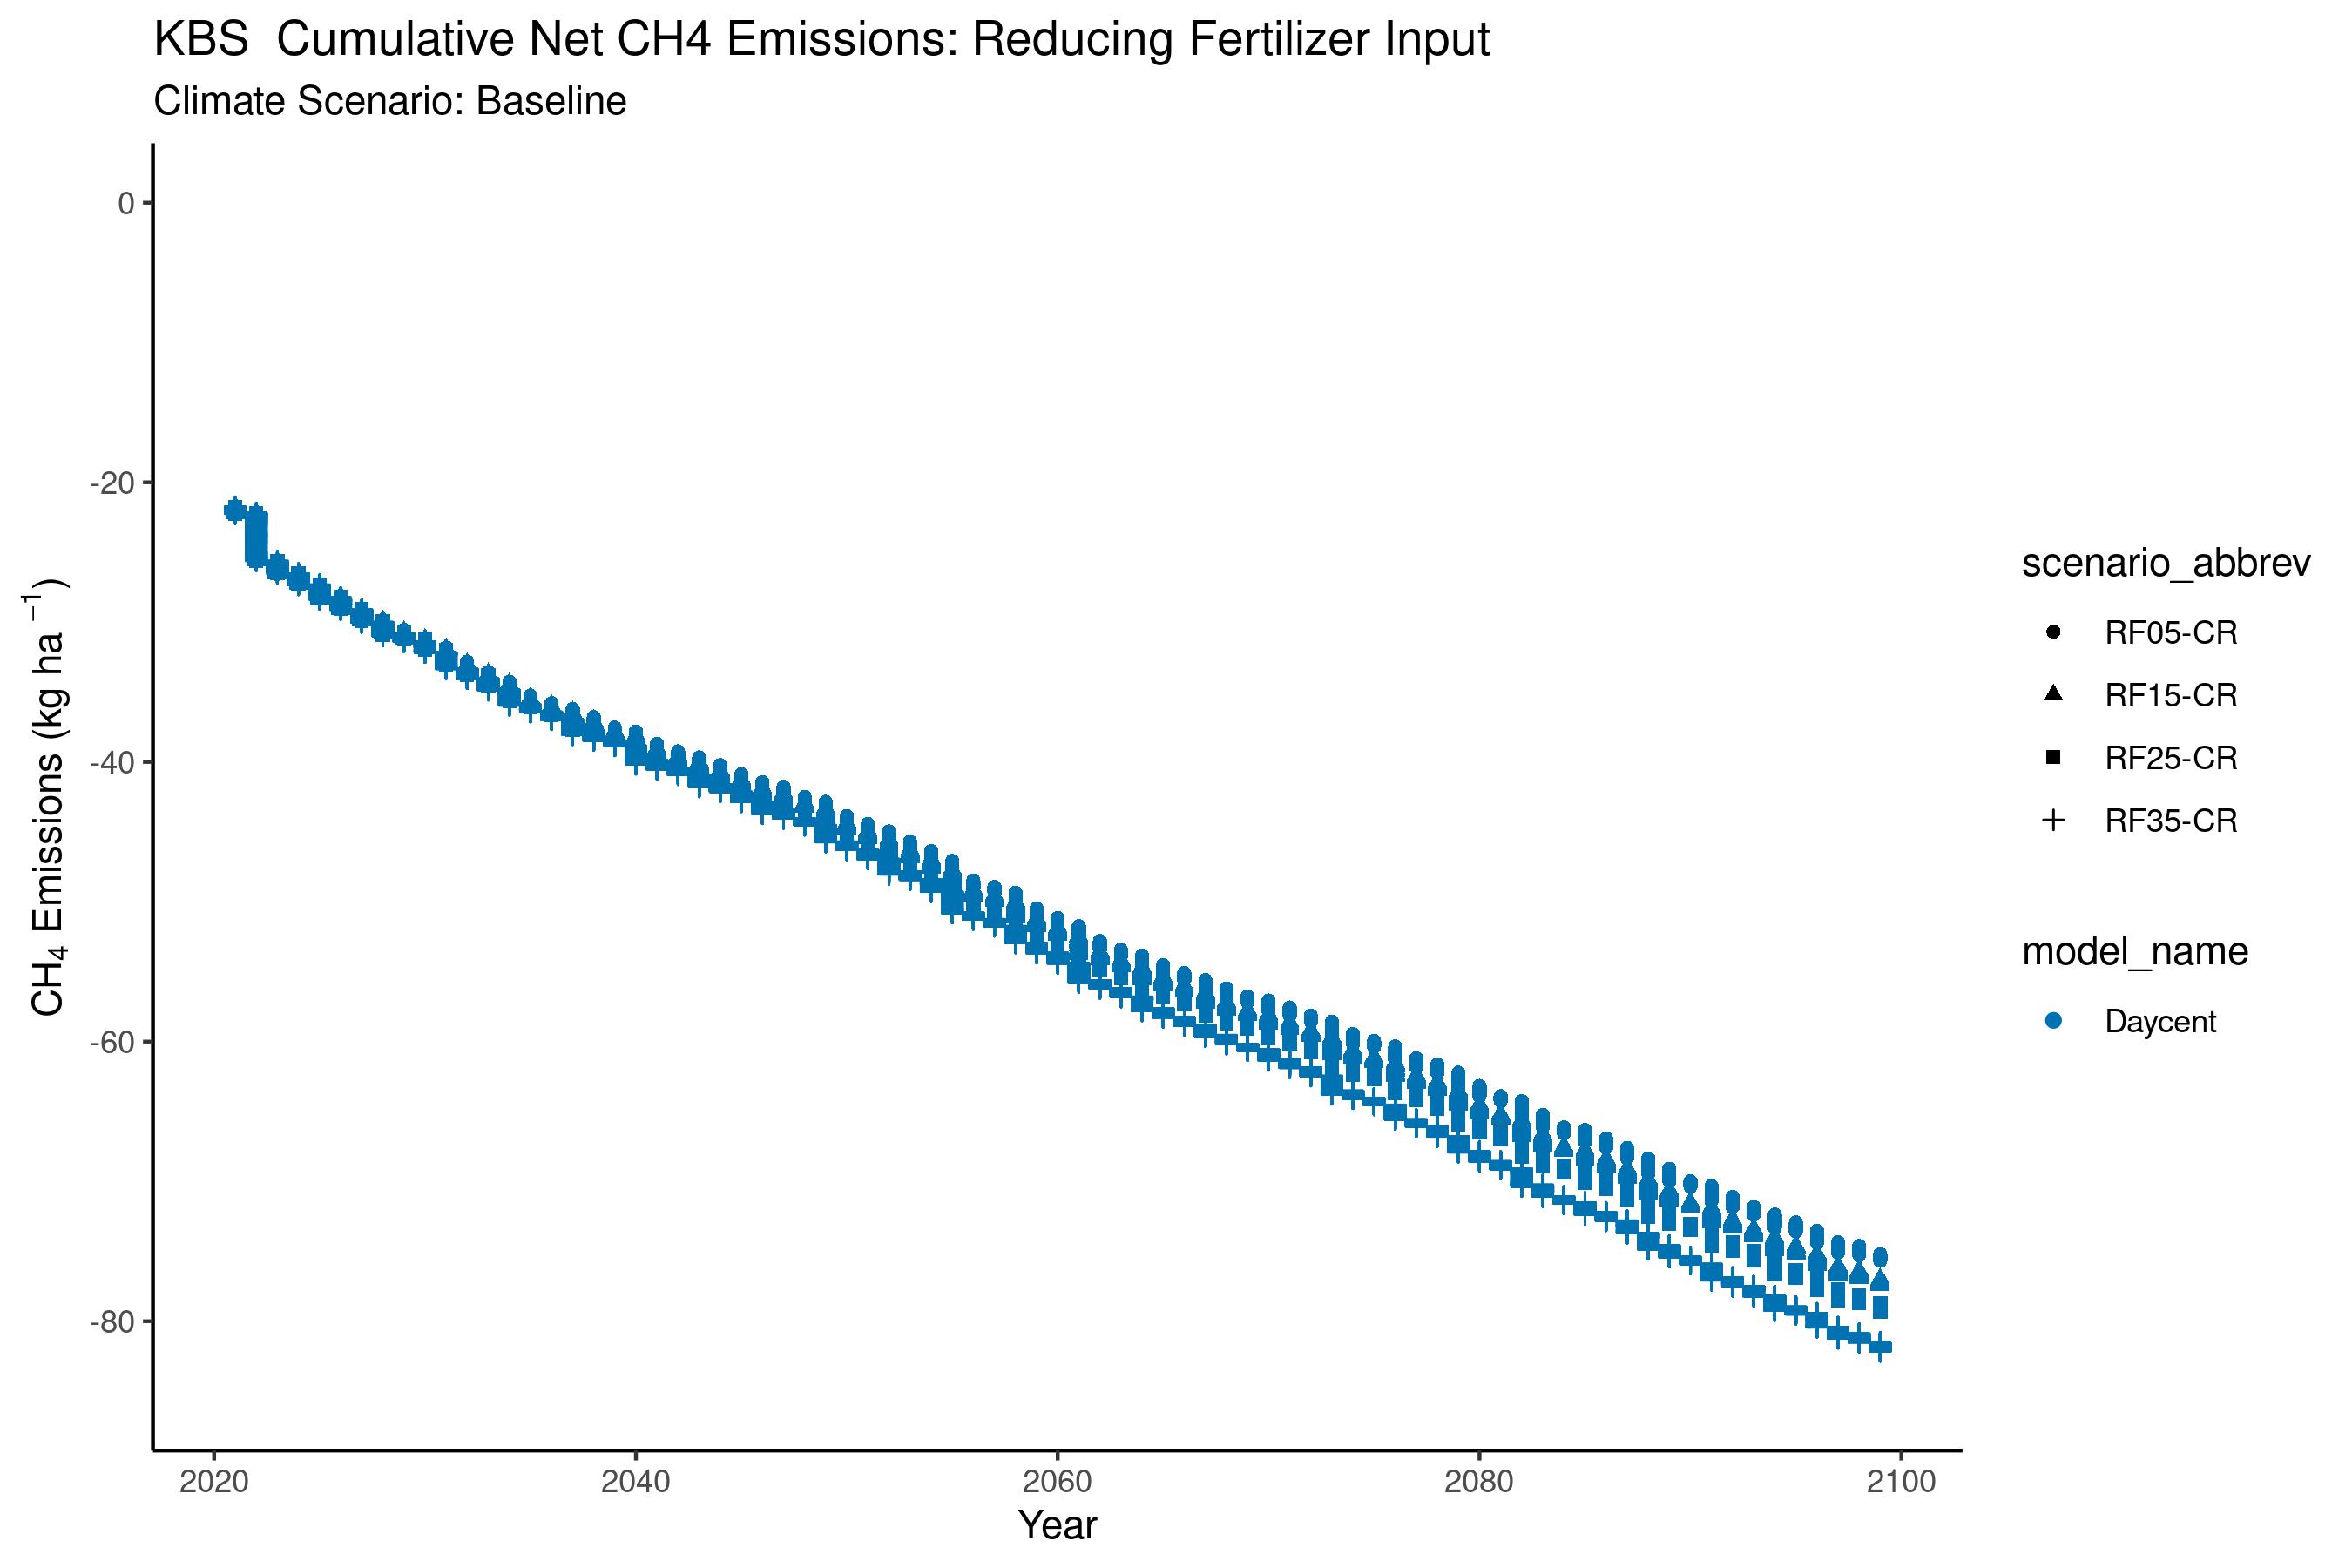 KBS  Cumulative Net CH4 Emissions: Reducing Fertilizer Input
Climate Scenario: Baseline
CH₄ Emissions (kg ha ⁻¹)
0
-20
-40
-60
-80
2020
2040
2060
2080
2100
Year
scenario_abbrev
RF05-CR
RF15-CR
RF25-CR
RF35-CR
model_name
Daycent